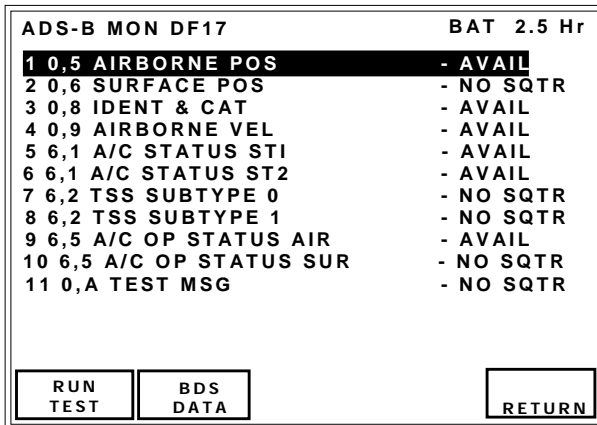 ADS-B MON DF17 BAT 2.5 Hr
1 0,5 AIRBORNE POS - AVAIL
2 0,6 SURFACE POS - NO SQTR
3 0,8 IDENT & CAT - AVAIL
4 0,9 AIRBORNE VEL - AVAIL
5 6,1 A/C STATUS STI - AVAIL
6 6,1 A/C STATUS ST2 - AVAIL
7 6,2 TSS SUBTYPE 0 - NO SQTR
8 6,2 TSS SUBTYPE 1 - NO SQTR
9 6,5 A/C OP STATUS AIR - AVAIL
10 6,5 A/C OP STATUS SUR - NO SQTR
11 0,A TEST MSG - NO SQTR
RUN
TEST
BDS
DATA
RETURN